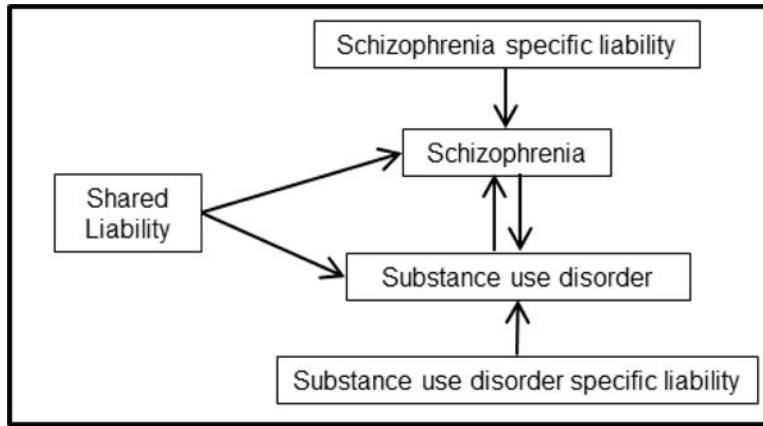 Schizophrenia specific liability
Schizophrenia
Shared
Liability
Substance use disorder
Substance use disorder specific liability